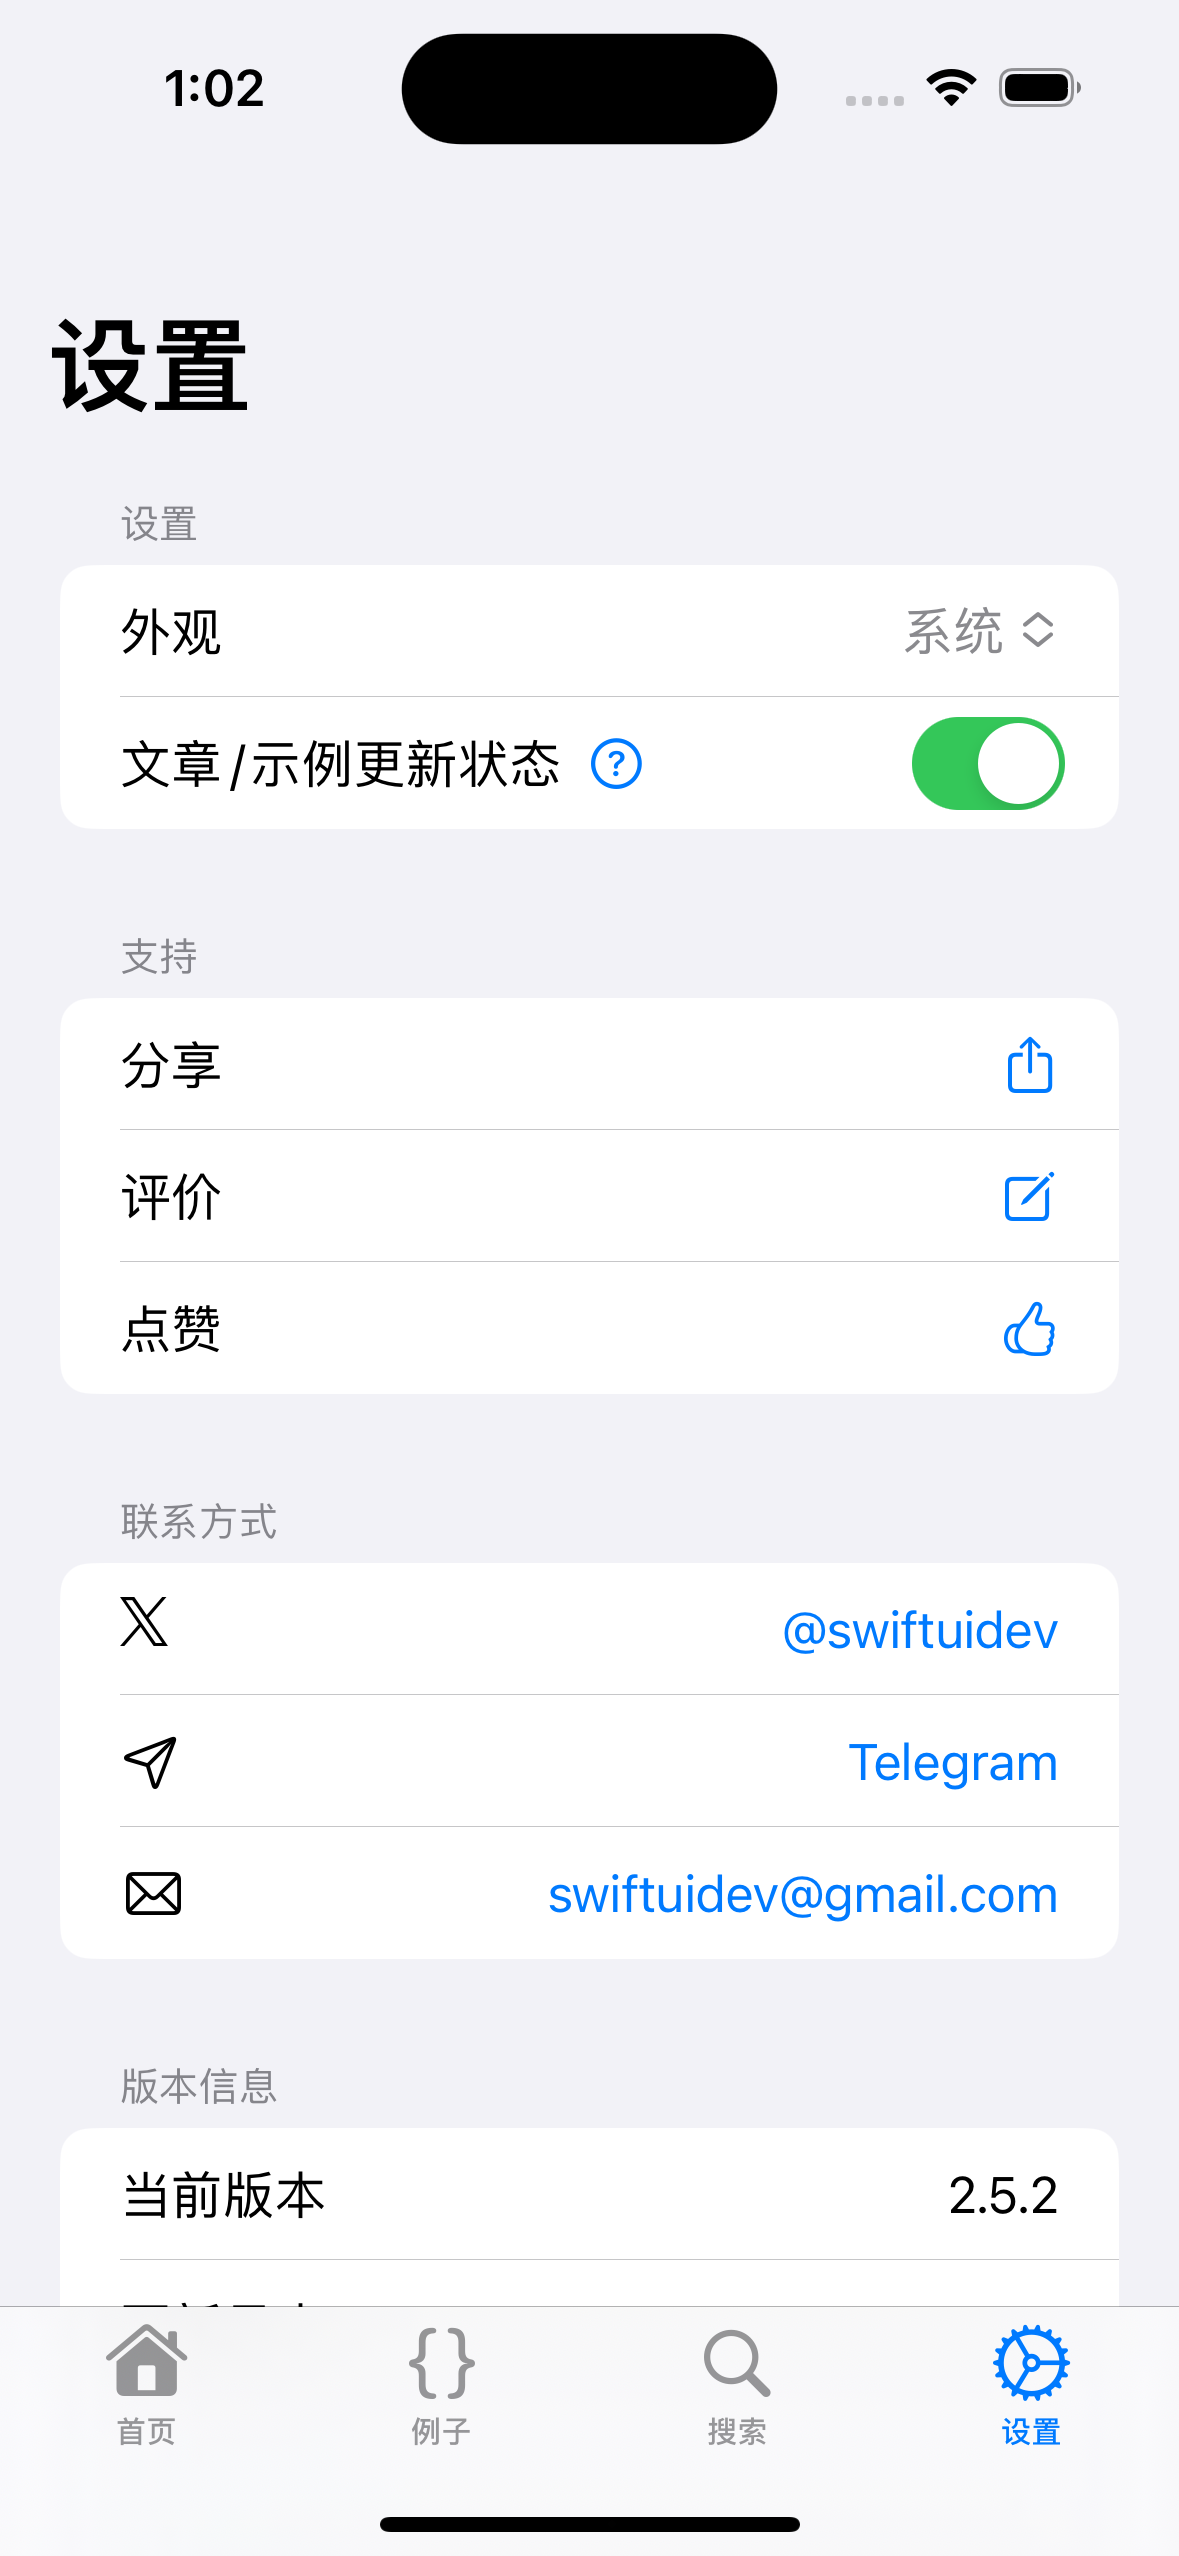 1:02
设置
设置
外观 系统
文章/示例更新状态 ?
支持
分享
评价
点赞
联系方式
@swiftuidev
Telegram
swiftuidev@gmail.com
版本信息
当前版本 2.5.2
首页 例子 搜索 设置